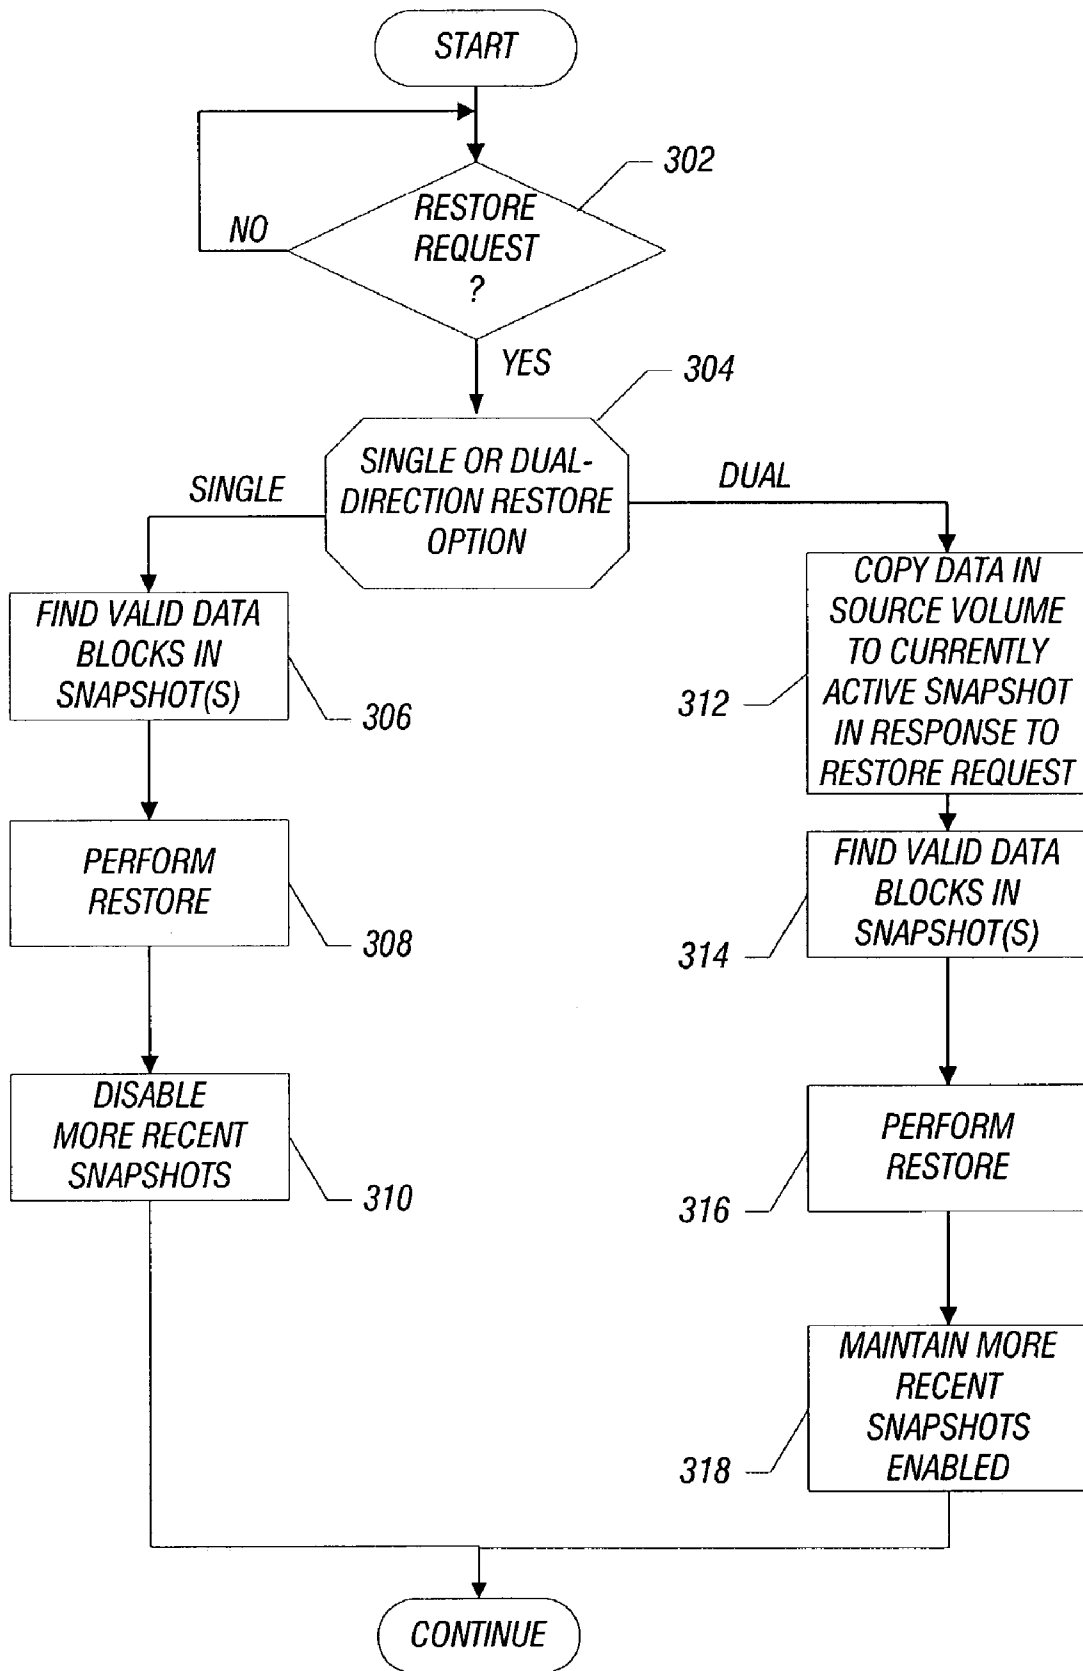 START
302
RESTORE
REQUEST
?
NO
YES
304
SINGLE OR DUAL-
DIRECTION RESTORE
OPTION
SINGLE
DUAL
FIND VALID DATA
BLOCKS IN
SNAPSHOT(S)
306
PERFORM
RESTORE
308
DISABLE
MORE RECENT
SNAPSHOTS
310
COPY DATA IN
SOURCE VOLUME
TO CURRENTLY
ACTIVE SNAPSHOT
IN RESPONSE TO
RESTORE REQUEST
312
FIND VALID DATA
BLOCKS IN
SNAPSHOT(S)
314
PERFORM
RESTORE
316
MAINTAIN MORE
RECENT
SNAPSHOTS
ENABLED
318
CONTINUE